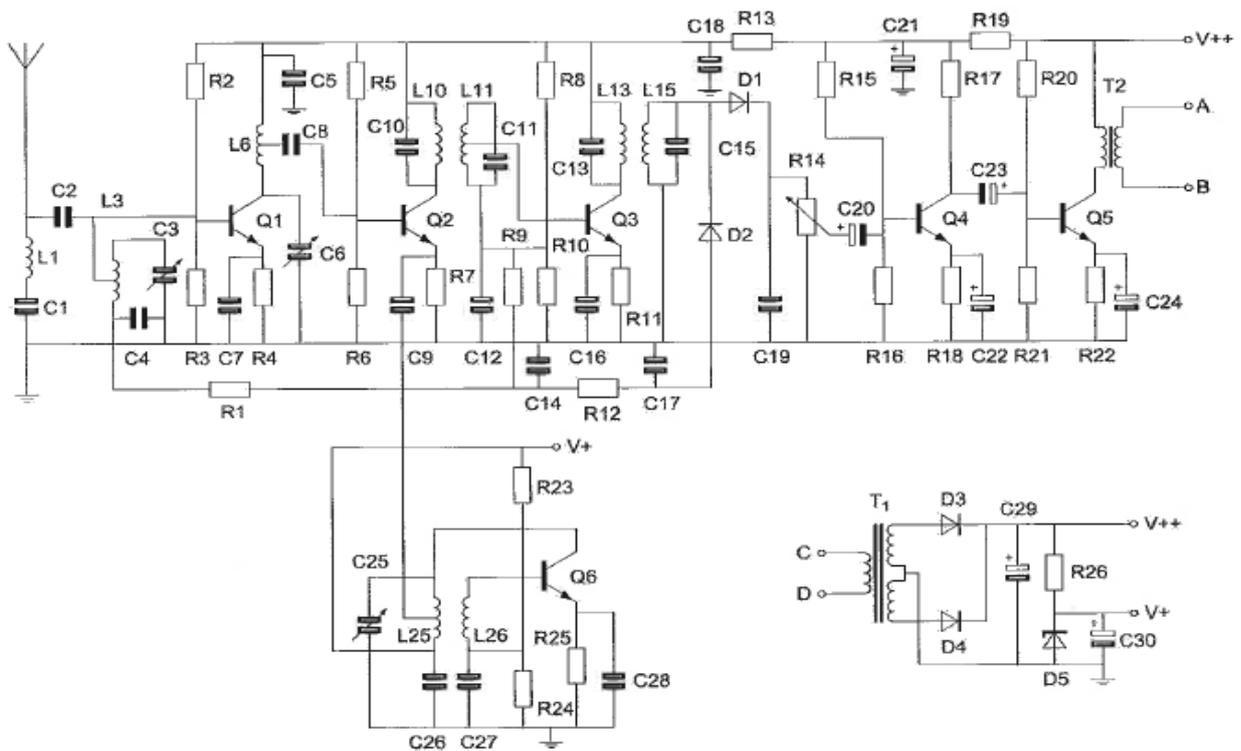 C18 R13 C21 R19 V++
R2 C5 R5 L10 L11 R8 L13 L15 D1 R15 R17 R20 T2
A
L6 C8 C10 C11 C13 C15 R14 C23
C2 L3 Q1 Q2 Q3 C20 Q4 Q5 B
C3 C6 R9 R10 D2
L1 R7
C1 R11 C24
C4 R3 C7 R4 R6 C9 C12 C16 C19 R16 R18 C22 R21 R22
R1 C14 R12 C17
V+
R23
T1 D3 C29 V++
C25 Q6 C
D R26
L25 L26 R25 V+
D4 C30
R24 C28 D5
C26 C27